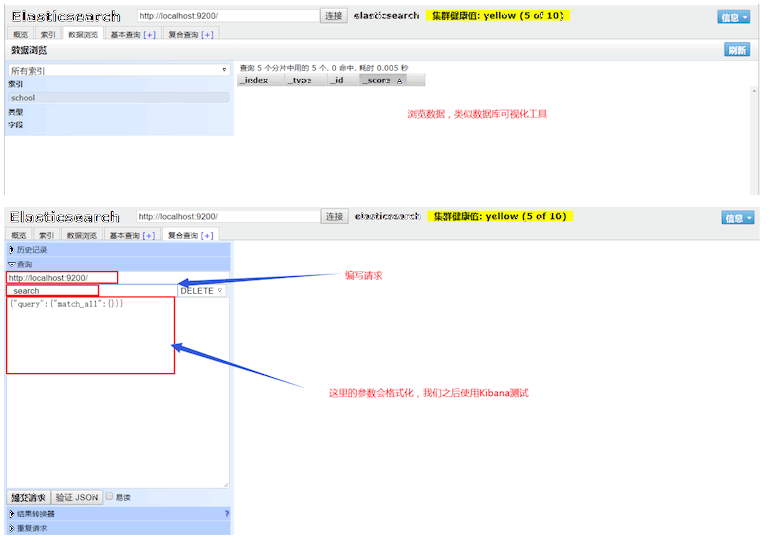 Elasticsearch http://localhost:9200/ 连接 elasticsearch 集群健康值: yellow (5 of 10) 信息
概览 索引 数据浏览 基本查询 [+] 复合查询 [+]
数据浏览 刷新
所有索引 查询 5 个分片中用的 5 个. 0 命中. 耗时 0.005 秒
索引 _index _type _id _score ▲
school
类型
字段
浏览数据，类似数据库可视化工具
Elasticsearch http://localhost:9200/ 连接 elasticsearch 集群健康值: yellow (5 of 10) 信息
概览 索引 数据浏览 基本查询 [+] 复合查询 [+]
历史记录
查询
http://localhost:9200/ 编写请求
_search DELETE
{"query":{"match_all":{}}}
这里的参数会格式化，我们之后使用Kibana测试
提交请求 验证 JSON 易读
结果转换器 ?
重复请求